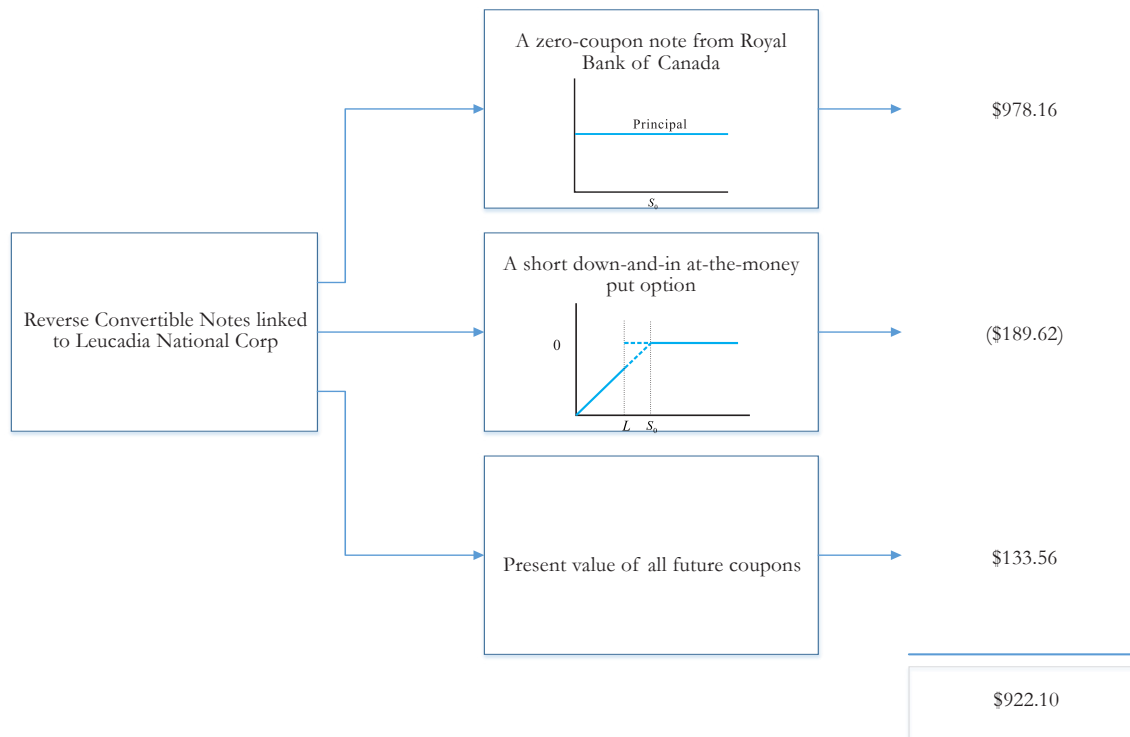 A zero-coupon note from Royal
Bank of Canada
Principal
S₀
$978.16
Reverse Convertible Notes linked
to Leucadia National Corp
A short down-and-in at-the-money
put option
0
L S₀
($189.62)
Present value of all future coupons
$133.56
$922.10